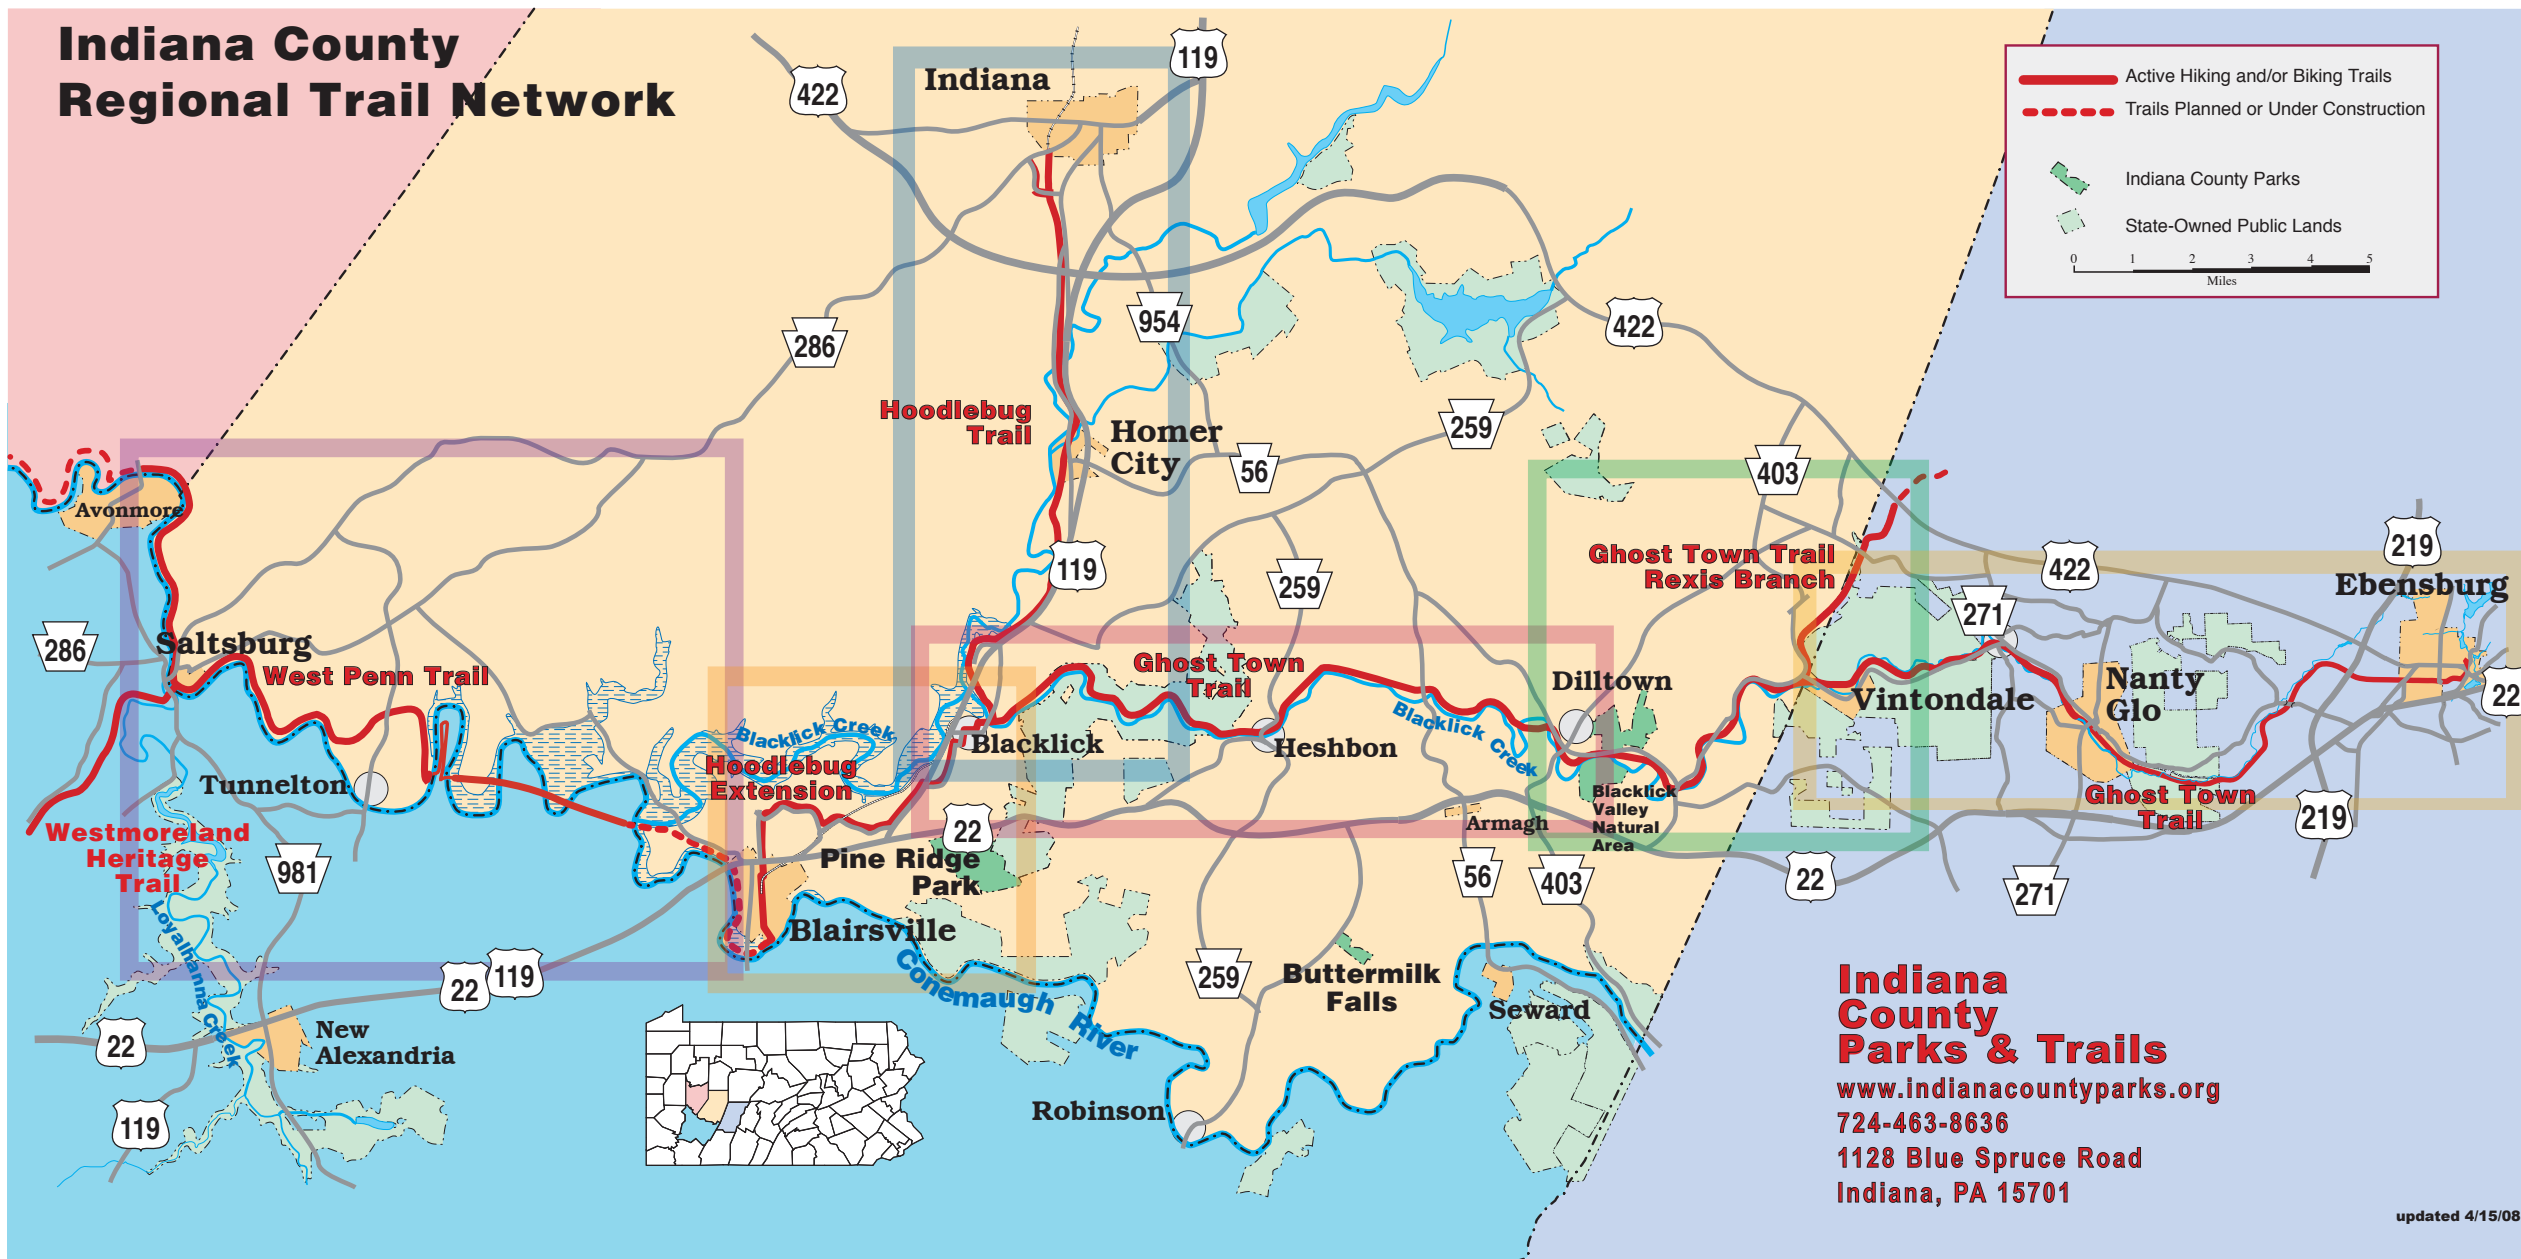 Indiana County
Regional Trail Network
Active Hiking and/or Biking Trails
Trails Planned or Under Construction
Indiana County Parks
State-Owned Public Lands
0 1 2 3 4 5
Miles
119
422
Indiana
286
954
422
Hoodlebug
Trail
Homer
City
259
56
403
Avonmore
119
259
Ghost Town Trail
Rexis Branch
422
219
Ebensburg
271
286
Saltsburg
West Penn Trail
Ghost Town
Trail
Dilltown
Vintondale
Nanty
Glo
22
Blacklick Creek
Blacklick Creek
Blacklick
Heshbon
Hoodlebug
Extension
Tunnelton
Westmoreland
Heritage
Trail
981
22
Armagh
Blacklick
Valley
Natural
Area
Ghost Town
Trail
219
Pine Ridge
Park
56
403
22
271
Blairsville
Loyalhanna Creek
Conemaugh River
22
119
259
Buttermilk
Falls
Seward
22
New
Alexandria
119
Robinson
Indiana
County
Parks & Trails
www.indianacountyparks.org
724-463-8636
1128 Blue Spruce Road
Indiana, PA 15701
updated 4/15/08